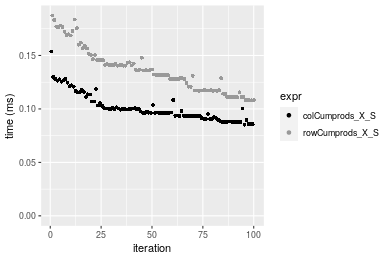 0.15
0.10
0.05
0.00
time (ms)
0
25
50
75
100
iteration
expr
colCumprods_X_S
rowCumprods_X_S